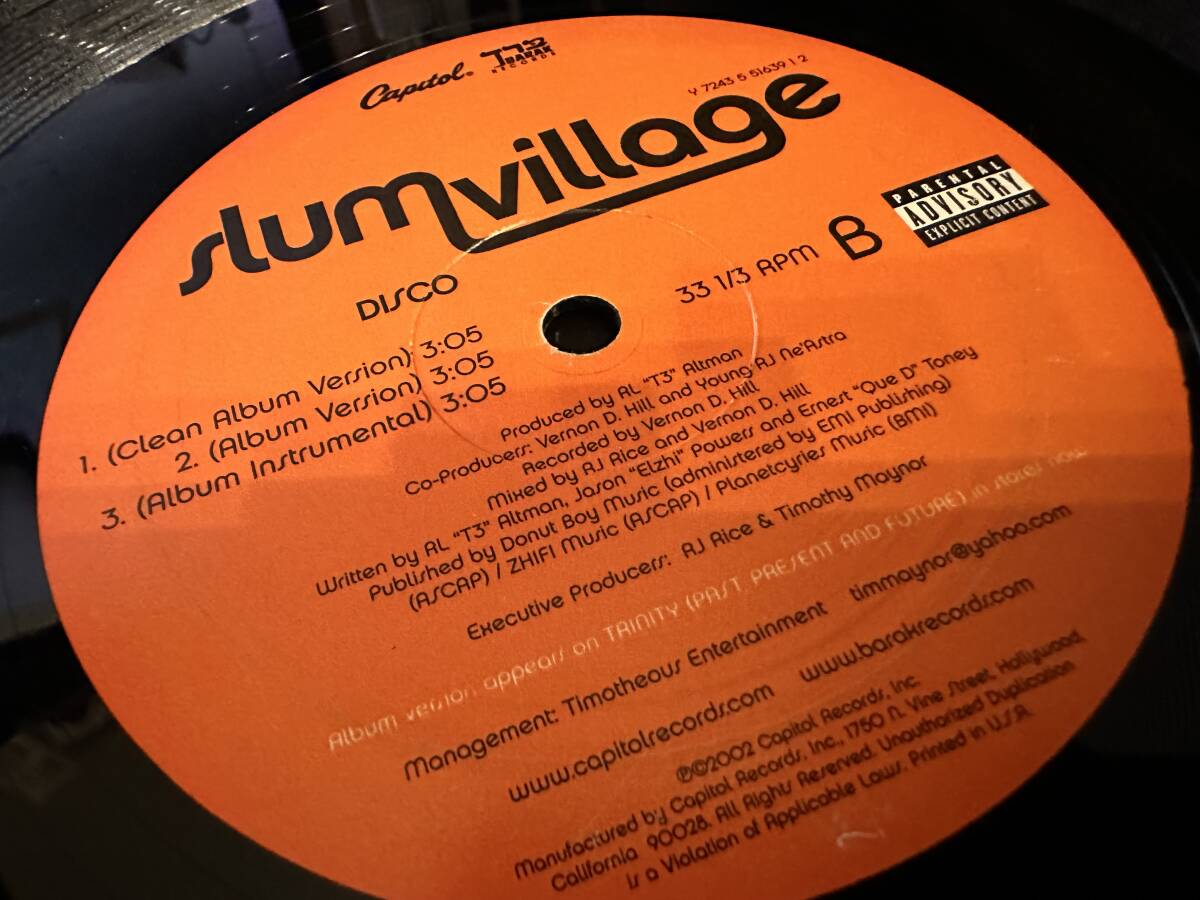 Capitol®
ברק BARAK
RECORDS
Y 7243 5 51639 1 2
slumvillage
PARENTAL
ADVISORY
EXPLICIT CONTENT
DISCO
33 1/3 RPM B
1. (Clean Album Version) 3:05
2. (Album Version) 3:05
3. (Album Instrumental) 3:05
Produced by RL "T3" Altman
Co-Producers: Vernon D. Hill and Young RJ Ne'Astra
Recorded by Vernon D. Hill
Mixed by RJ Rice and Vernon D. Hill
Written by RL "T3" Altman, Jason "Elzhi" Powers and Ernest "Que D" Toney
Published by Donut Boy Music (administered by EMI Publishing)
(ASCAP) / ZHIFI Music (ASCAP) / Planetcyries Music (BMI)
Executive Producers: RJ Rice & Timothy Maynor
Album version appears on TRINITY (PAST, PRESENT AND FUTURE) in stores now
Management: Timotheous Entertainment timmaynor@yahoo.com
www.capitolrecords.com www.barakrecords.com
℗©2002 Capitol Records, Inc.
Manufactured by Capitol Records, Inc., 1750 N. Vine Street, Hollywood,
California 90028. All Rights Reserved. Unauthorized Duplication
is a Violation of Applicable Laws. Printed in U.S.A.